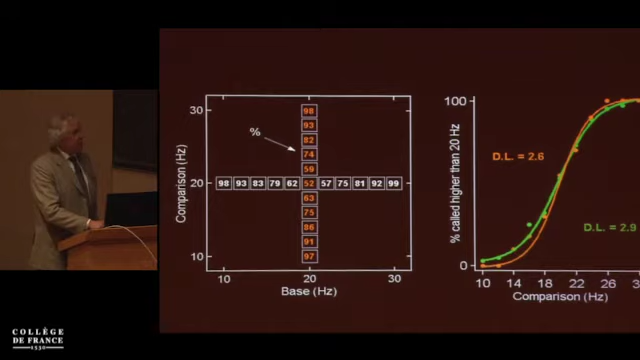 30
20
10
Comparison (Hz)
%
98
93
82
74
59
98 93 83 79 62 52 57 75 81 92 99
63
75
86
91
97
10 20 30
Base (Hz)
100
0
% called higher than 20 Hz
D.L. = 2.6
D.L. = 2.9
10 14 18 22 26
Comparison (Hz)
COLLÈGE
DE FRANCE
1530